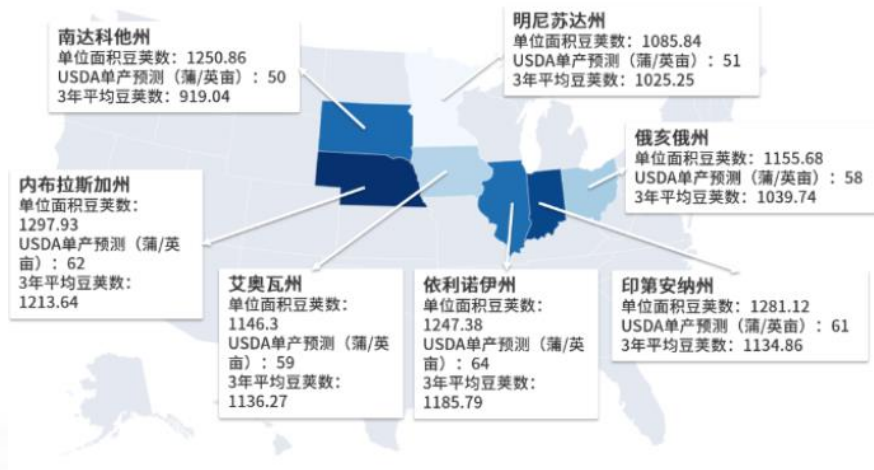 南达科他州
单位面积豆荚数：1250.86
USDA单产预测（蒲/英亩）：50
3年平均豆荚数：919.04
明尼苏达州
单位面积豆荚数：1085.84
USDA单产预测（蒲/英亩）：51
3年平均豆荚数：1025.25
俄亥俄州
单位面积豆荚数：1155.68
USDA单产预测（蒲/英亩）：58
3年平均豆荚数：1039.74
内布拉斯加州
单位面积豆荚数：
1297.93
USDA单产预测（蒲/英
亩）：62
3年平均豆荚数：
1213.64
艾奥瓦州
单位面积豆荚数：
1146.3
USDA单产预测（蒲/英
亩）：59
3年平均豆荚数：
1136.27
依利诺伊州
单位面积豆荚数：
1247.38
USDA单产预测（蒲/英
亩）：64
3年平均豆荚数：
1185.79
印第安纳州
单位面积豆荚数：1281.12
USDA单产预测（蒲/英亩）：61
3年平均豆荚数：1134.86